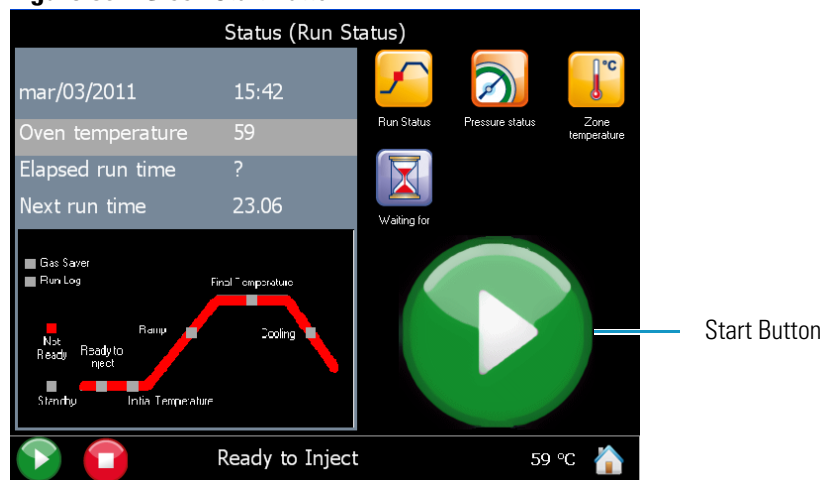 Status (Run Status)
mar/03/2011 15:42
Oven temperature 59
Elapsed run time ?
Next run time 23.06
Run Status
Pressure status
Zone temperature
Waiting for
Gas Saver
Run Log
Final Temperature
Ramp
Cooling
Not Ready
Ready to Inject
Standby
Initial Temperature
Start Button
Ready to Inject
59 °C